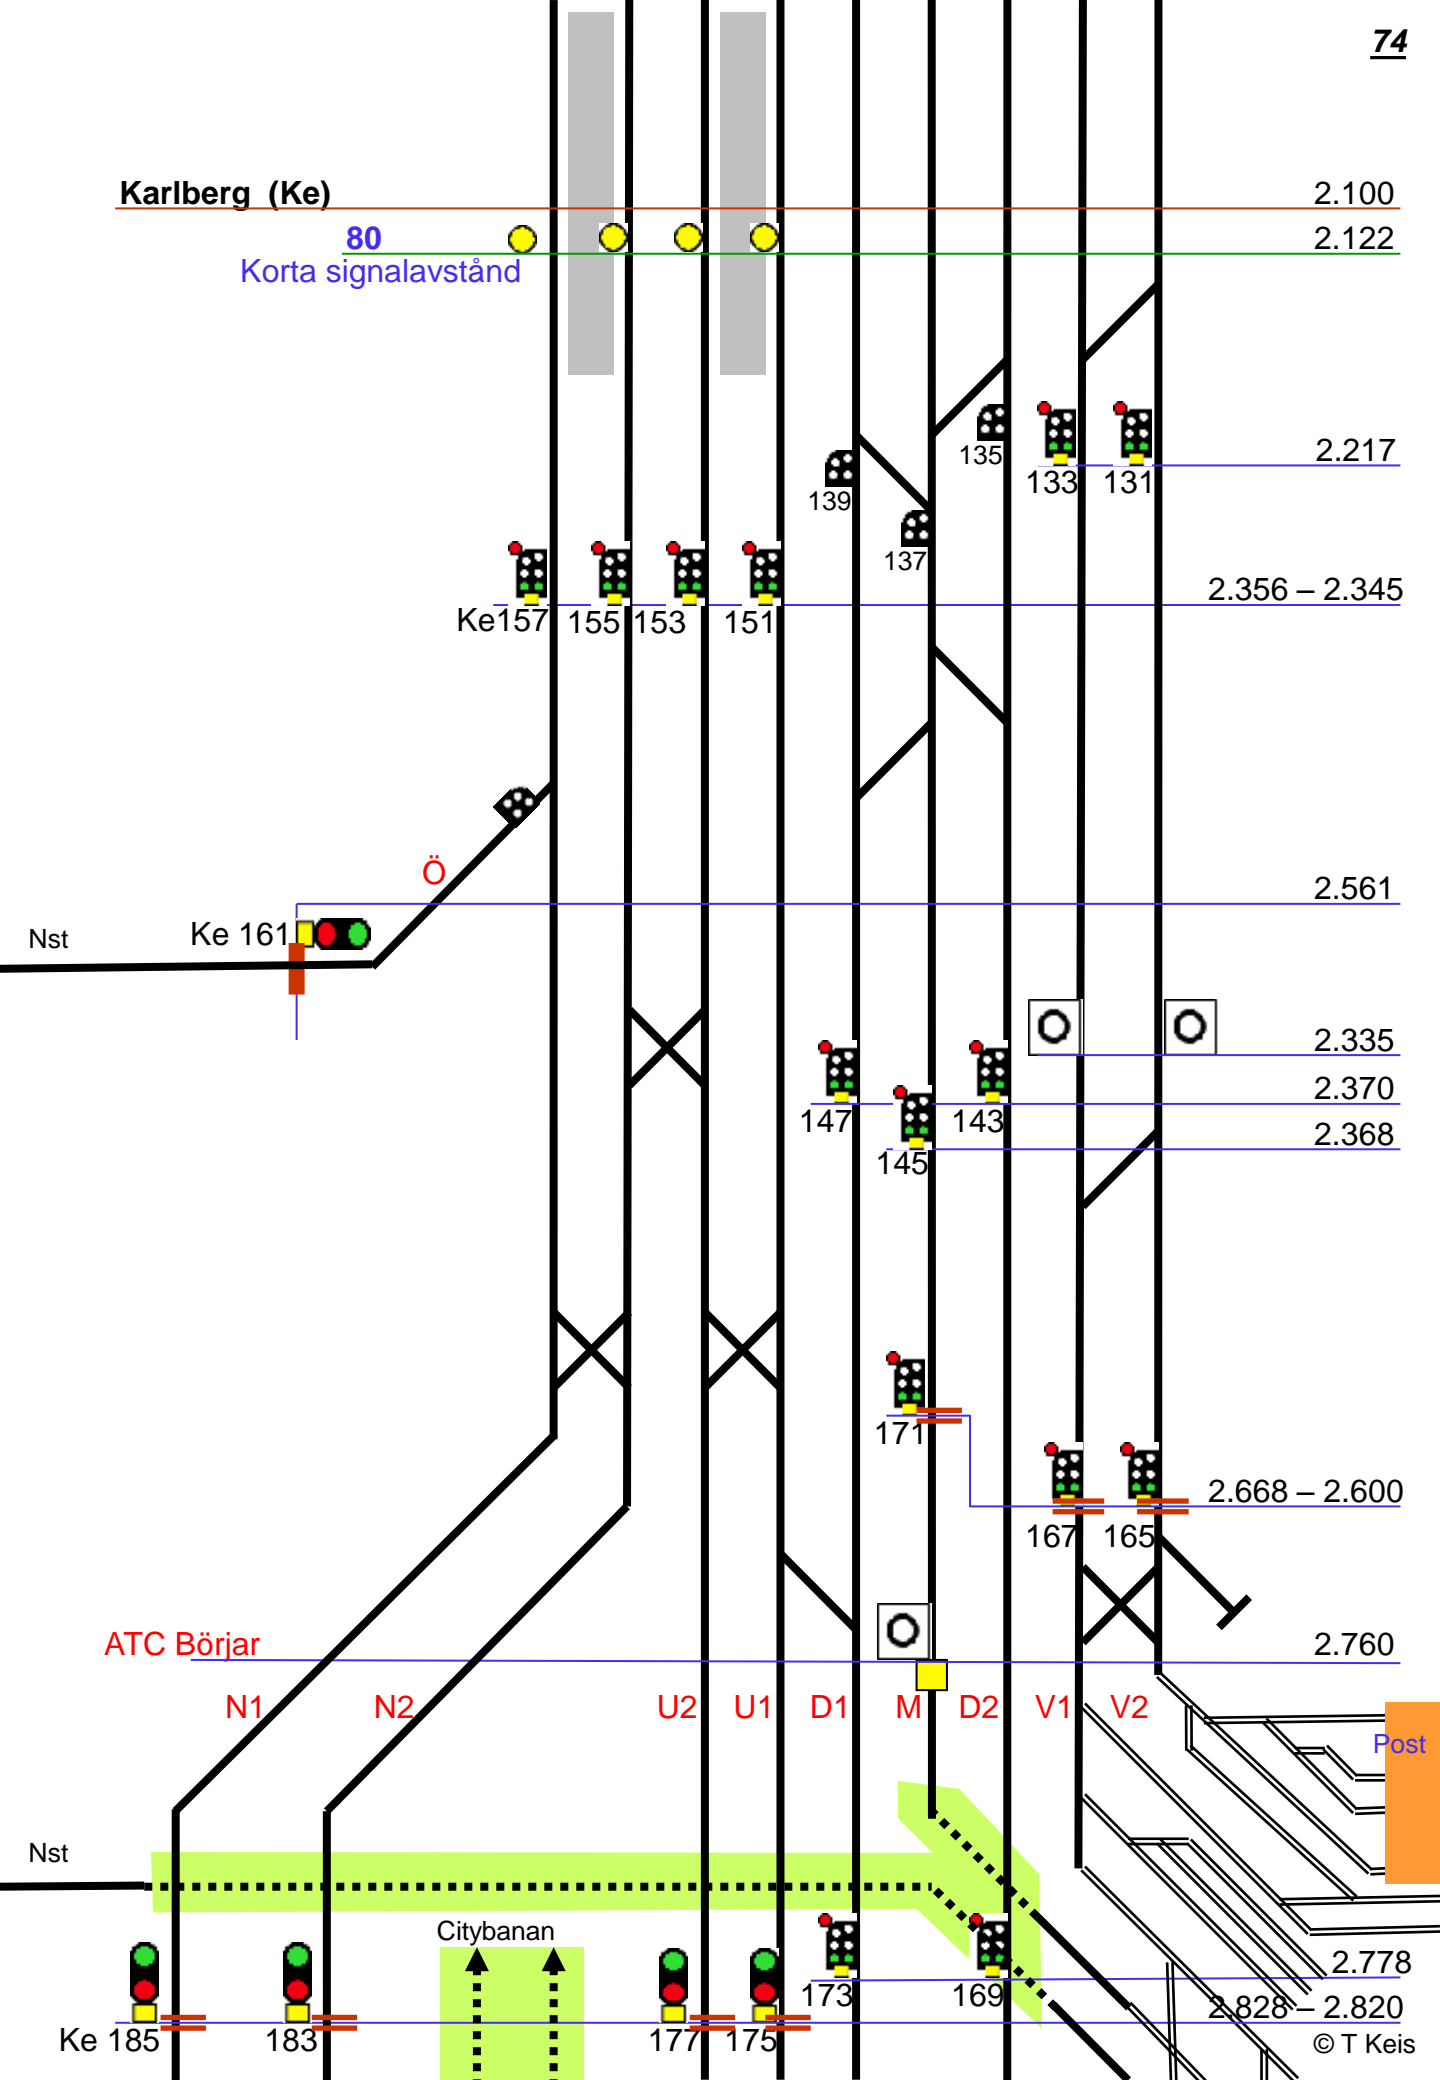 74
Karlberg (Ke) 2.100
80 2.122
Korta signalavstånd
135
133 131 2.217
139
137
2.356 – 2.345
Ke157 155 153 151
Ö
2.561
Nst Ke 161
2.335
2.370
147 143
2.368
145
171
2.668 – 2.600
167 165
ATC Börjar 2.760
N1 N2 U2 U1 D1 M D2 V1 V2
Post
Nst
Citybanan
2.778
173 169
2.828 – 2.820
Ke 185 183 177 175
© T Keis